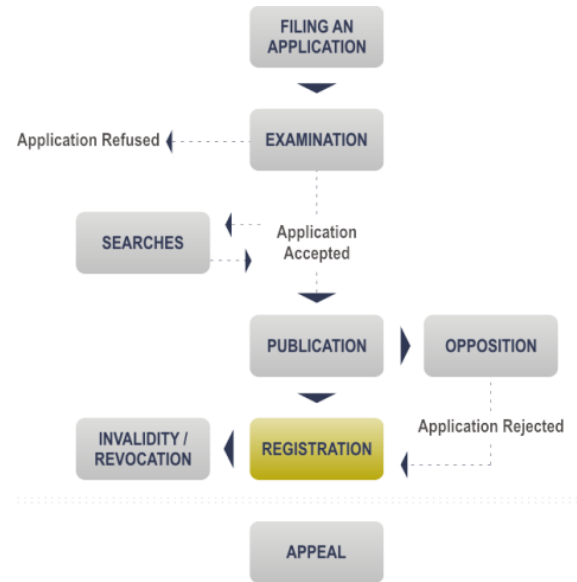 FILING AN
APPLICATION
Application Refused
EXAMINATION
SEARCHES
Application
Accepted
PUBLICATION
OPPOSITION
Application Rejected
INVALIDITY /
REVOCATION
REGISTRATION
APPEAL